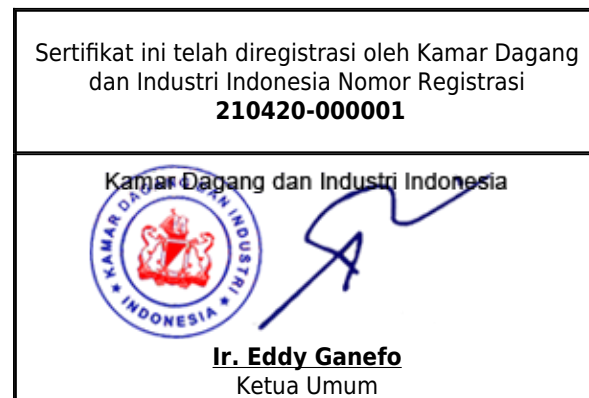 Sertifikat ini telah diregistrasi oleh Kamar Dagang
dan Industri Indonesia Nomor Registrasi
210420-000001
Kamar Dagang dan Industri Indonesia
KAMAR DAGANG DAN INDUSTRI
INDONESIA
Ir. Eddy Ganefo
Ketua Umum